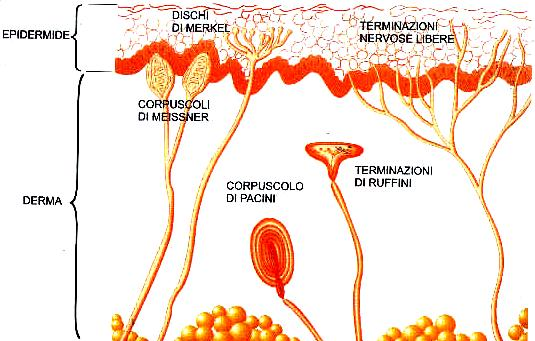 DISCHI
DI MERKEL
TERMINAZIONI
NERVOSE LIBERE
EPIDERMIDE
CORPUSCOLI
DI MEISSNER
TERMINAZIONI
DI RUFFINI
CORPUSCOLO
DI PACINI
DERMA